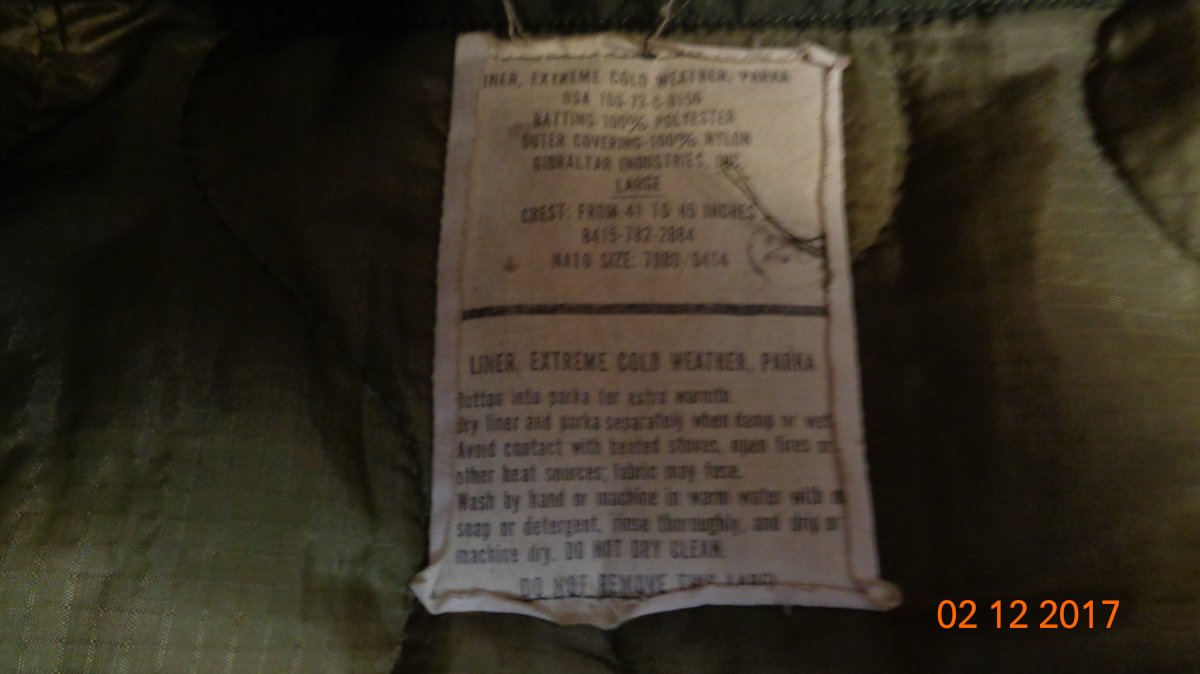 INER, EXTREME COLD WEATHER, PARKA
DSA 100-73-C-0156
BATTING-100% POLYESTER
OUTER COVERING-100% NYLON
GIBRALTAR INDUSTRIES, INC.
LARGE
CHEST: FROM 41 TO 45 INCHES
8415-782-2884
NATO SIZE:
LINER, EXTREME COLD WEATHER, PARKA
Button into parka for extra warmth.
Dry liner and parka separately when damp or wet.
Avoid contact with heated stoves, open fires or
other heat sources; fabric may fuse.
Wash by hand or machine in warm water with
soap or detergent, rinse thoroughly, and drip or
machine dry. DO NOT DRY CLEAN.
DO NOT REMOVE THIS LABEL
02 12 2017